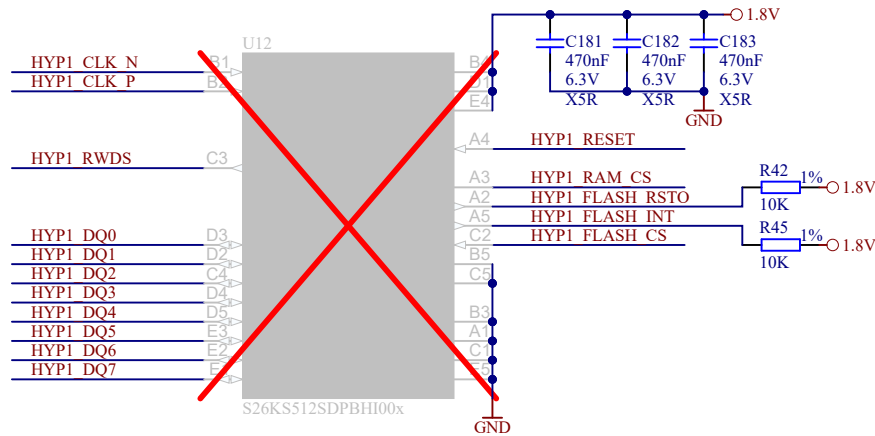 U12
1.8V
HYP1_CLK_N
B1
HYP1_CLK_P
C181
470nF
6.3V
X5R
C182
470nF
6.3V
X5R
C183
470nF
6.3V
X5R
GND
E4
A4
HYP1_RESET
HYP1_RWDS
C3
A3
HYP1_RAM_CS
A2
HYP1_FLASH_RSTO
A5
HYP1_FLASH_INT
C2
HYP1_FLASH_CS
R42
1%
10K
1.8V
R45
1%
10K
1.8V
HYP1_DQ0
D3
HYP1_DQ1
D2
HYP1_DQ2
C4
HYP1_DQ3
D4
HYP1_DQ4
D5
HYP1_DQ5
E3
HYP1_DQ6
E2
HYP1_DQ7
B5
C5
B3
A1
C1
E5
GND
S26KS512SDPBHI00x